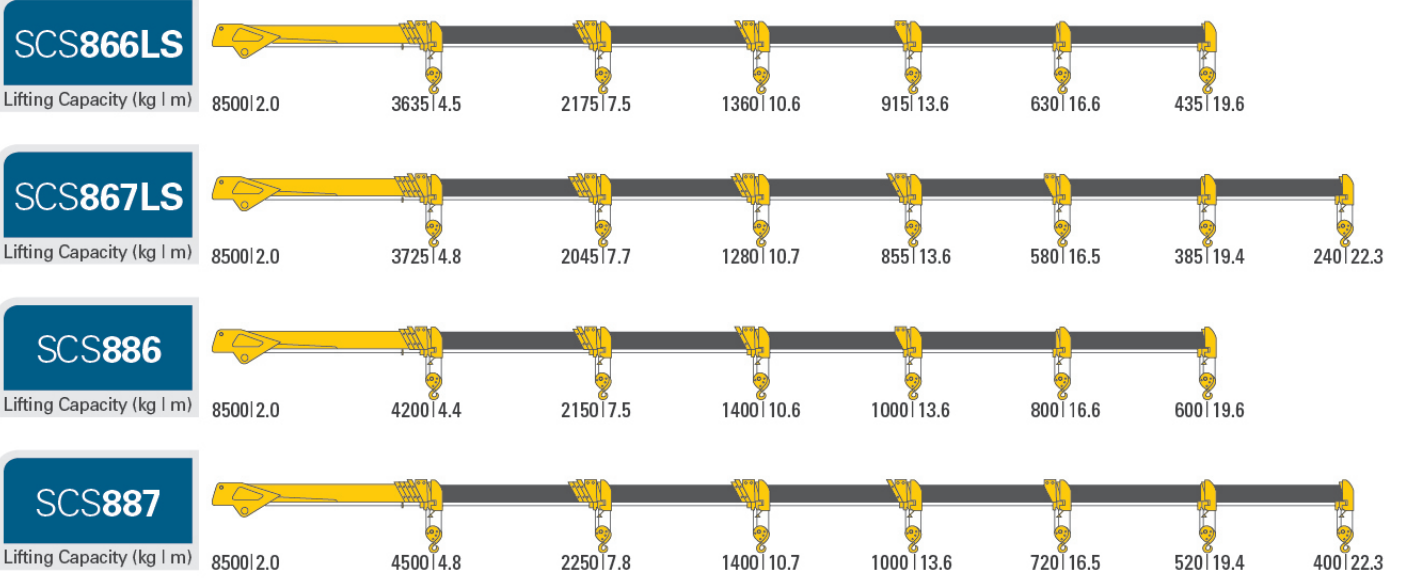 SCS866LS
Lifting Capacity (kg | m)
8500|2.0 3635|4.5 2175|7.5 1360|10.6 915|13.6 630|16.6 435|19.6
SCS867LS
Lifting Capacity (kg | m)
8500|2.0 3725|4.8 2045|7.7 1280|10.7 855|13.6 580|16.5 385|19.4 240|22.3
SCS886
Lifting Capacity (kg | m)
8500|2.0 4200|4.4 2150|7.5 1400|10.6 1000|13.6 800|16.6 600|19.6
SCS887
Lifting Capacity (kg | m)
8500|2.0 4500|4.8 2250|7.8 1400|10.7 1000|13.6 720|16.5 520|19.4 400|22.3